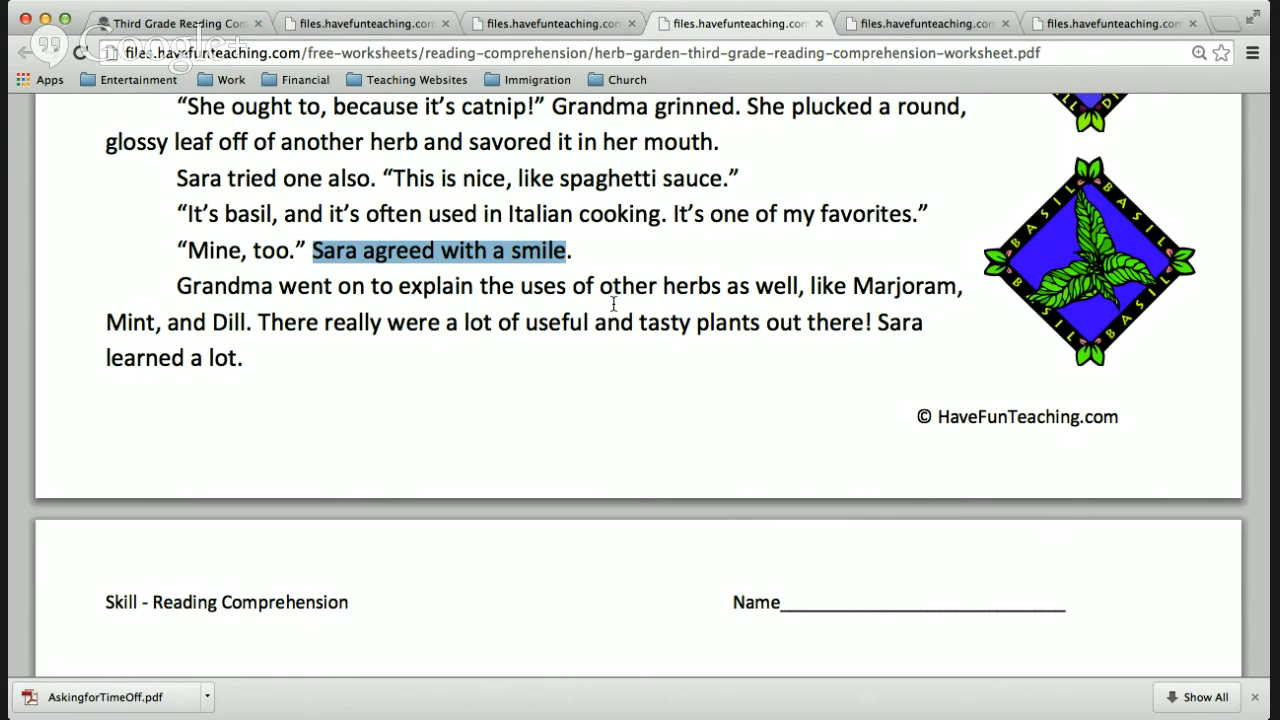 Third Grade Reading Com
files.havefunteaching.com
files.havefunteaching.com
files.havefunteaching.com
files.havefunteaching.com
files.havefunteaching.com
Google+
files.havefunteaching.com/free-worksheets/reading-comprehension/herb-garden-third-grade-reading-comprehension-worksheet.pdf
Apps Entertainment Work Financial Teaching Websites Immigration Church
“She ought to, because it’s catnip!” Grandma grinned. She plucked a round,
glossy leaf off of another herb and savored it in her mouth.
Sara tried one also. “This is nice, like spaghetti sauce.”
“It’s basil, and it’s often used in Italian cooking. It’s one of my favorites.”
“Mine, too.” Sara agreed with a smile.
Grandma went on to explain the uses of other herbs as well, like Marjoram,
Mint, and Dill. There really were a lot of useful and tasty plants out there! Sara
learned a lot.
BASIL
BASIL
BASIL
BASIL
© HaveFunTeaching.com
Skill - Reading Comprehension
Name____________________________
AskingforTimeOff.pdf
Show All